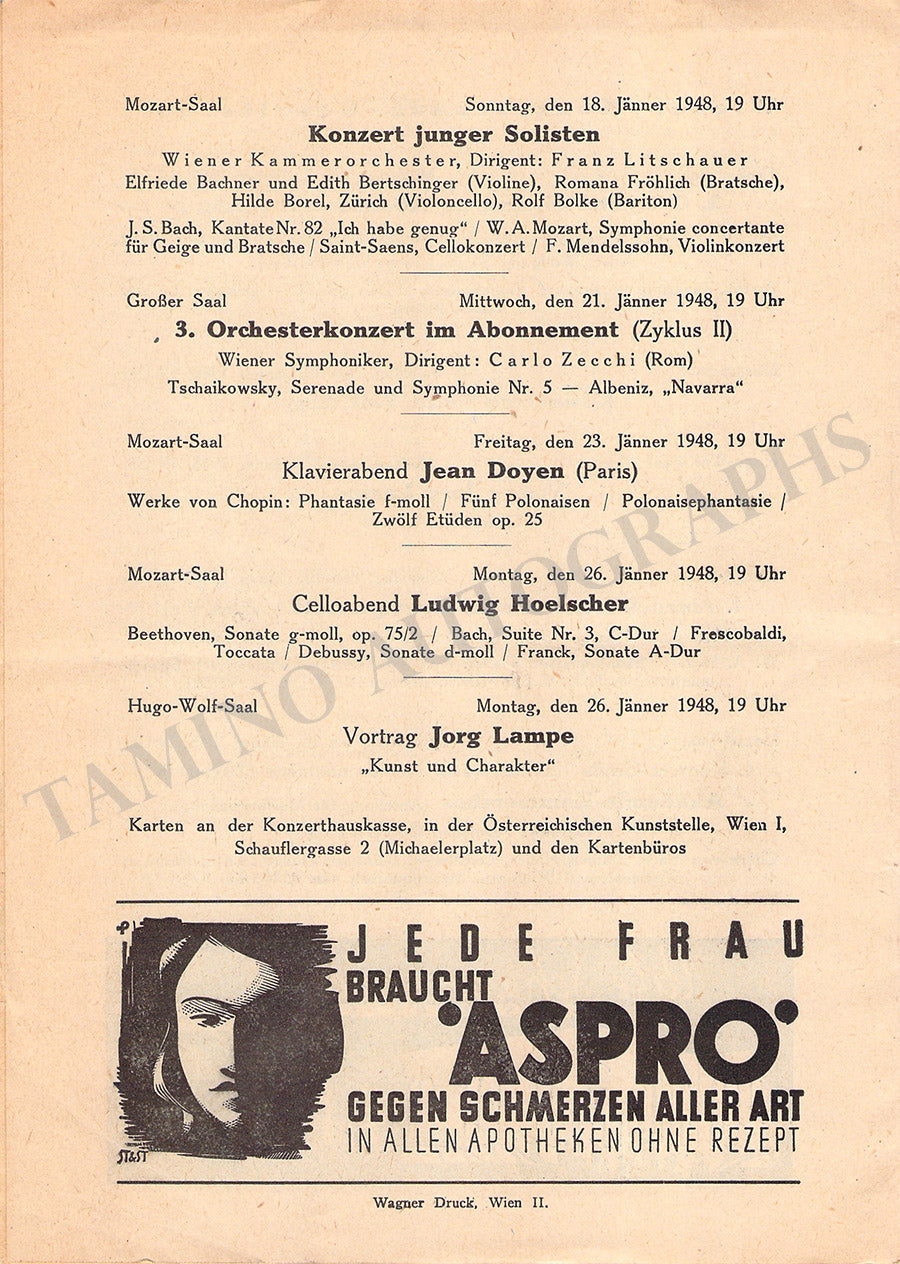 Mozart-Saal Sonntag, den 18. Jänner 1948, 19 Uhr
Konzert junger Solisten
Wiener Kammerorchester, Dirigent: Franz Litschauer
Elfriede Bachner und Edith Bertschinger (Violine), Romana Fröhlich (Bratsche),
Hilde Borel, Zürich (Violoncello), Rolf Bolke (Bariton)
J. S. Bach, Kantate Nr. 82 „Ich habe genug“ / W. A. Mozart, Symphonie concertante
für Geige und Bratsche / Saint-Saens, Cellokonzert / F. Mendelssohn, Violinkonzert
Großer Saal Mittwoch, den 21. Jänner 1948, 19 Uhr
3. Orchesterkonzert im Abonnement (Zyklus II)
Wiener Symphoniker, Dirigent: Carlo Zecchi (Rom)
Tschaikowsky, Serenade und Symphonie Nr. 5 — Albeniz, „Navarra“
Mozart-Saal Freitag, den 23. Jänner 1948, 19 Uhr
Klavierabend Jean Doyen (Paris)
Werke von Chopin: Phantasie f-moll / Fünf Polonaisen / Polonaisephantasie /
Zwölf Etüden op. 25
Mozart-Saal Montag, den 26. Jänner 1948, 19 Uhr
Celloabend Ludwig Hoelscher
Beethoven, Sonate g-moll, op. 75/2 / Bach, Suite Nr. 3, C-Dur / Frescobaldi,
Toccata / Debussy, Sonate d-moll / Franck, Sonate A-Dur
Hugo-Wolf-Saal Montag, den 26. Jänner 1948, 19 Uhr
Vortrag Jorg Lampe
„Kunst und Charakter“
Karten an der Konzerthauskasse, in der Österreichischen Kunststelle, Wien I,
Schauflergasse 2 (Michaelerplatz) und den Kartenbüros
JEDE FRAU
BRAUCHT
'ASPRO'
GEGEN SCHMERZEN ALLER ART
IN ALLEN APOTHEKEN OHNE REZEPT
ST&ST
Wagner Druck, Wien II.
TAMINO AUTOGRAPHS